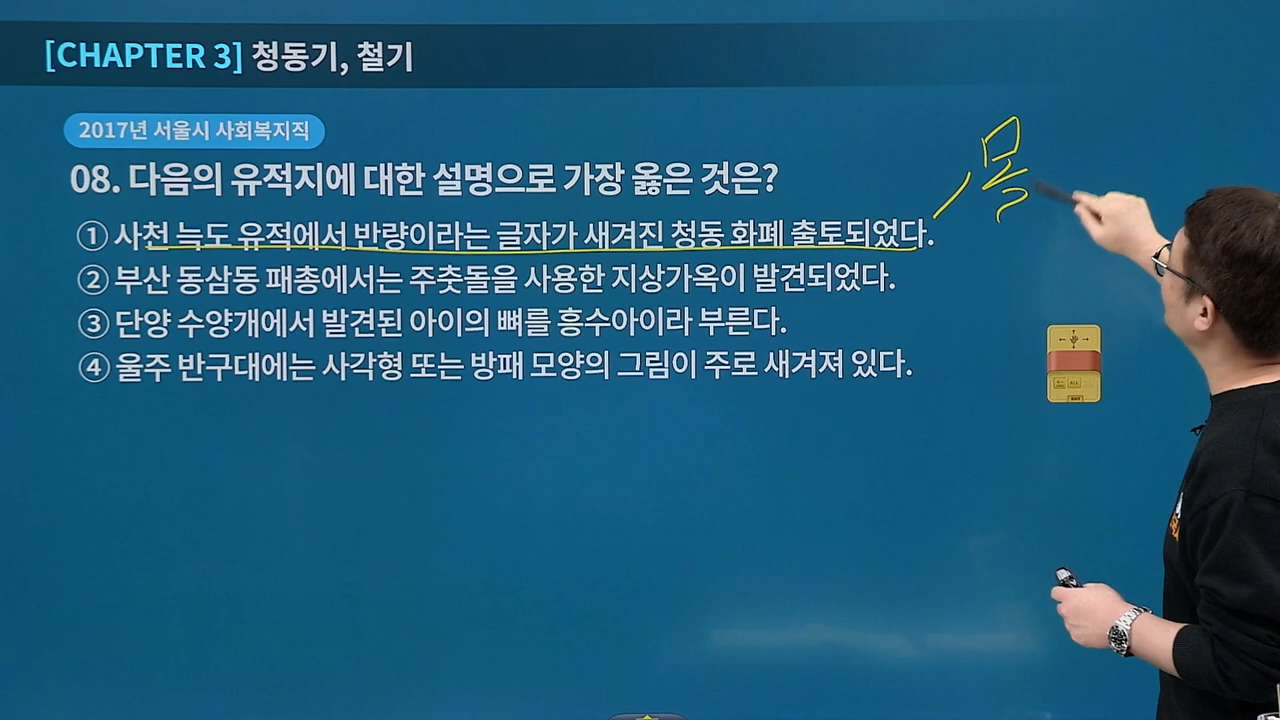 [CHAPTER 3] 청동기, 철기
2017년 서울시 사회복지직
08. 다음의 유적지에 대한 설명으로 가장 옳은 것은?
① 사천 늑도 유적에서 반량이라는 글자가 새겨진 청동 화폐 출토되었다.
② 부산 동삼동 패총에서는 주춧돌을 사용한 지상가옥이 발견되었다.
③ 단양 수양개에서 발견된 아이의 뼈를 흥수아이라 부른다.
④ 울주 반구대에는 사각형 또는 방패 모양의 그림이 주로 새겨져 있다.